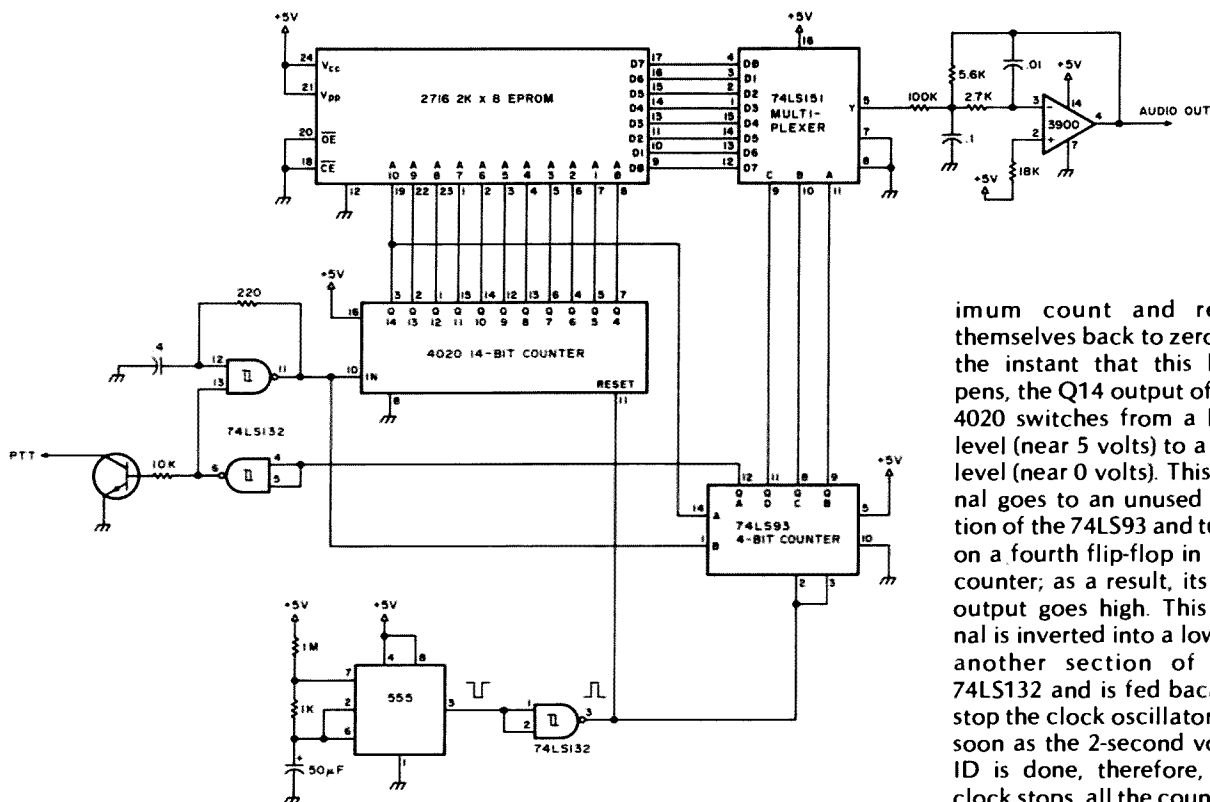 +5V
+5V
24 Vcc
21 Vpp
20 OE
18 CE
12
2716 2K x 8 EPROM
D7 17
D6 16
D5 15
D4 14
D3 13
D2 11
D1 10
D0 9
A A A A A A A A A A A
10 9 8 7 6 5 4 3 2 1 0
19 22 23 1 2 3 4 5 6 7 8
4 D0
3 D1
2 D2
1 D3
15 D4
14 D5
13 D6
12 D7
16
74LS151
MULTI-
PLEXER
Y 5
7
8
C B A
9 10 11
100K
5.6K
2.7K
.01
.1
+5V
3
14
3900
4
2
+
7
18K
+5V
AUDIO OUT
+5V
16
3 2 1 15 14 12 13 6 4 5 7
Q Q Q Q Q Q Q Q Q Q Q
14 13 12 11 10 9 8 7 6 5 4
4020 14-BIT COUNTER
10 IN
RESET
8
11
220
4
12
13
11
74LS132
PTT
10K
6
4
5
+5V
12 11 8 9
Q Q Q Q
A D C B
14 A
1 B
74LS93
4-BIT COUNTER
5
10
2 3
+5V
+5V
1M
1K
+
50µF
4 8
7
2
6
555
3
1
1
2
3
74LS132
imum count and re
themselves back to zero
the instant that this h
pens, the Q14 output of
4020 switches from a h
level (near 5 volts) to a
level (near 0 volts). This
nal goes to an unused
tion of the 74LS93 and tu
on a fourth flip-flop in
counter; as a result, its
output goes high. This
nal is inverted into a low
another section of
74LS132 and is fed bac
stop the clock oscillator
soon as the 2-second vo
ID is done, therefore,
clock stops, all the coun